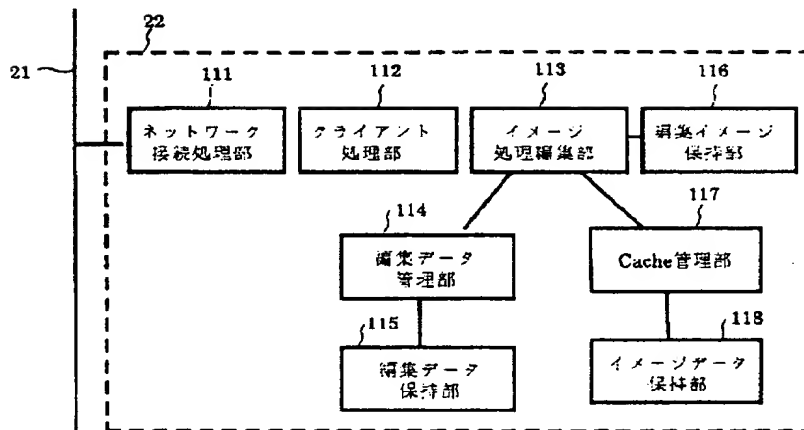 22
21
111
112
113
116
ネットワーク
接続処理部
クライアント
処理部
イメージ
処理編集部
編集イメージ
保持部
114
117
編集データ
管理部
Cache管理部
115
118
編集データ
保持部
イメージデータ
保持部